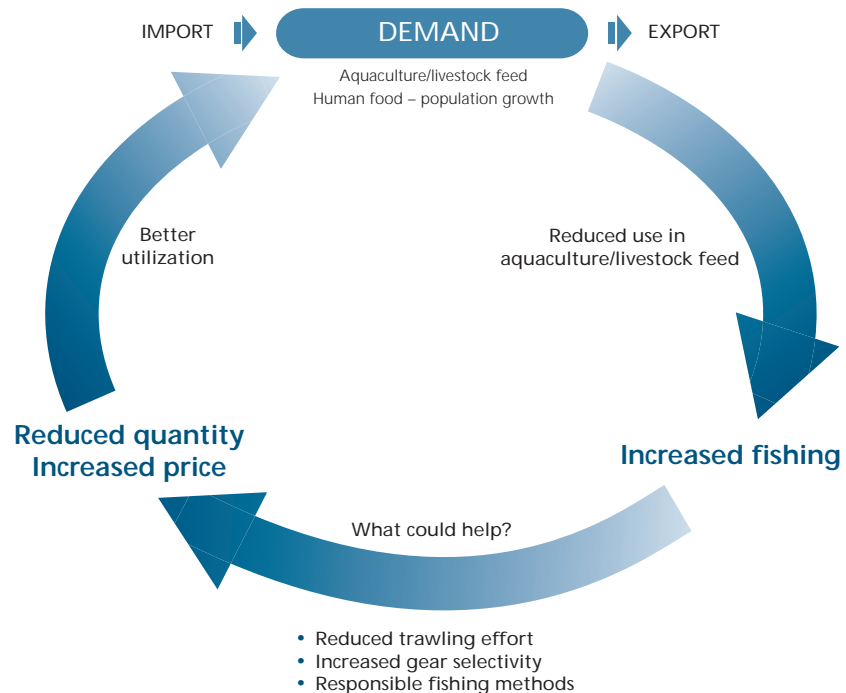 IMPORT
DEMAND
EXPORT
Aquaculture/livestock feed
Human food – population growth
Better
utilization
Reduced use in
aquaculture/livestock feed
Reduced quantity
Increased price
Increased fishing
What could help?
• Reduced trawling effort
• Increased gear selectivity
• Responsible fishing methods